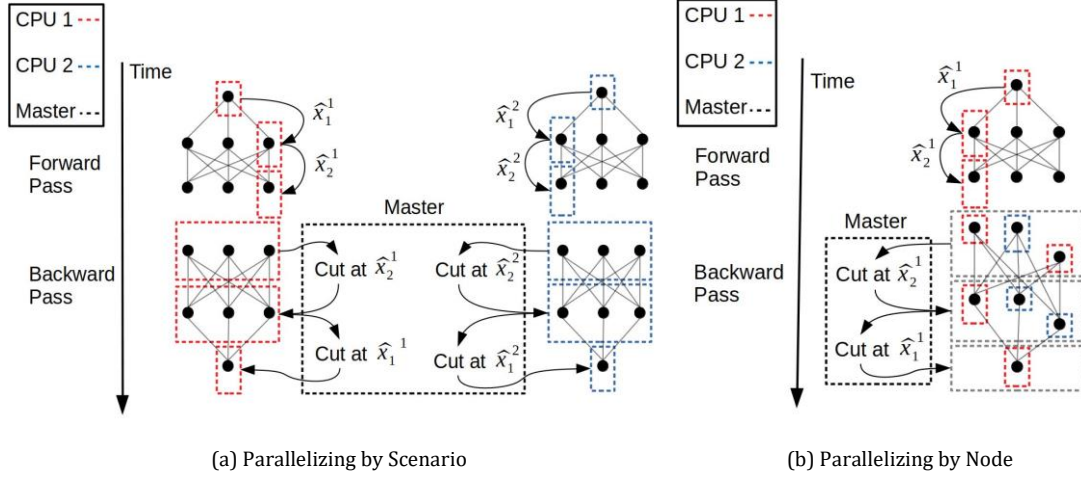 CPU 1
CPU 2
Master
Time
x̂₁¹
x̂₂¹
Forward
Pass
x̂₁²
x̂₂²
Master
Backward
Pass
Cut at x̂₂¹
Cut at x̂₂²
Cut at x̂₁¹
Cut at x̂₁²
(a) Parallelizing by Scenario
CPU 1
CPU 2
Master
Time
x̂₁¹
x̂₂¹
Forward
Pass
Master
Backward
Pass
Cut at x̂₂¹
Cut at x̂₁¹
(b) Parallelizing by Node